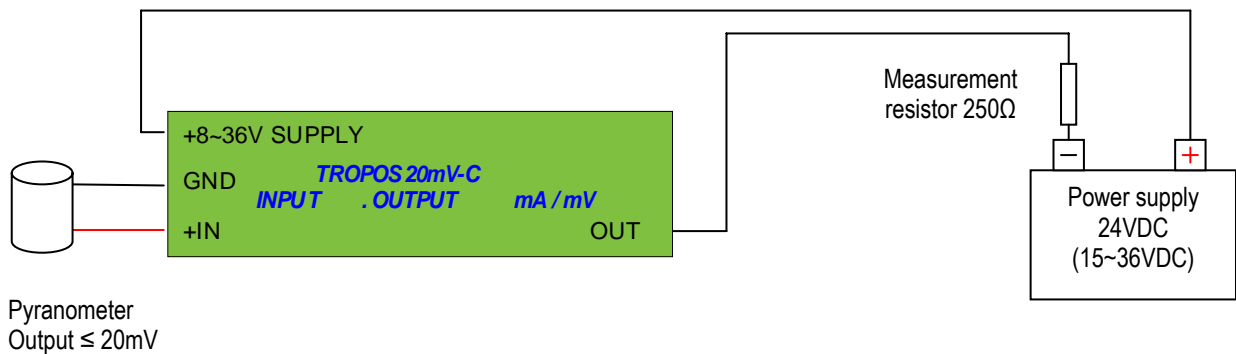 Measurement
resistor 250Ω
+8~36V SUPPLY
GND
TROPOS 20mV-C
INPUT . OUTPUT mA / mV
+IN
OUT
−
+
Power supply
24VDC
(15~36VDC)
Pyranometer
Output ≤ 20mV